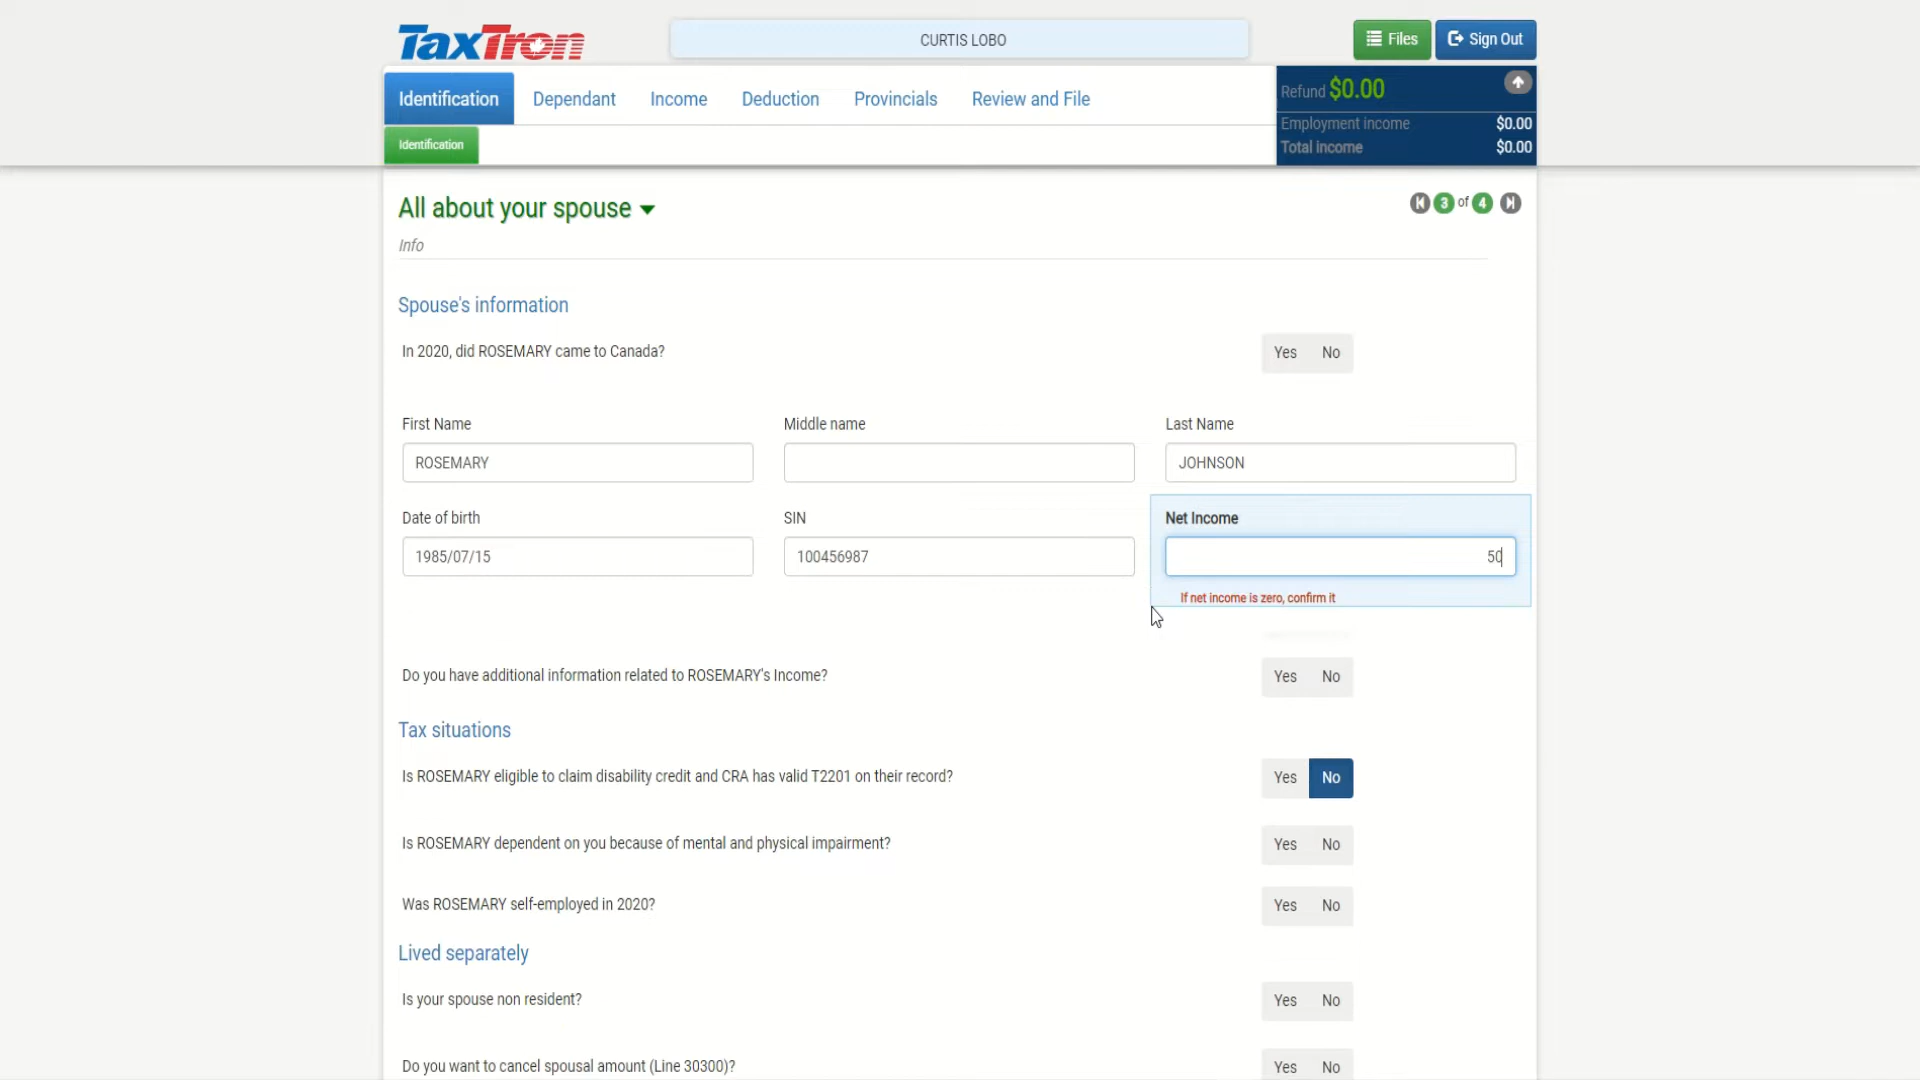 TaxTron
CURTIS LOBO
Files
Sign Out
Identification
Dependant
Income
Deduction
Provincials
Review and File
Refund $0.00
Employment income $0.00
Total income $0.00
Identification
All about your spouse
3 of 4
Info
Spouse's information
In 2020, did ROSEMARY came to Canada? Yes No
First Name Middle name Last Name
ROSEMARY JOHNSON
Date of birth SIN Net Income
1985/07/15 100456987 50
If net income is zero, confirm it
Do you have additional information related to ROSEMARY's Income? Yes No
Tax situations
Is ROSEMARY eligible to claim disability credit and CRA has valid T2201 on their record? Yes No
Is ROSEMARY dependent on you because of mental and physical impairment? Yes No
Was ROSEMARY self-employed in 2020? Yes No
Lived separately
Is your spouse non resident? Yes No
Do you want to cancel spousal amount (Line 30300)? Yes No